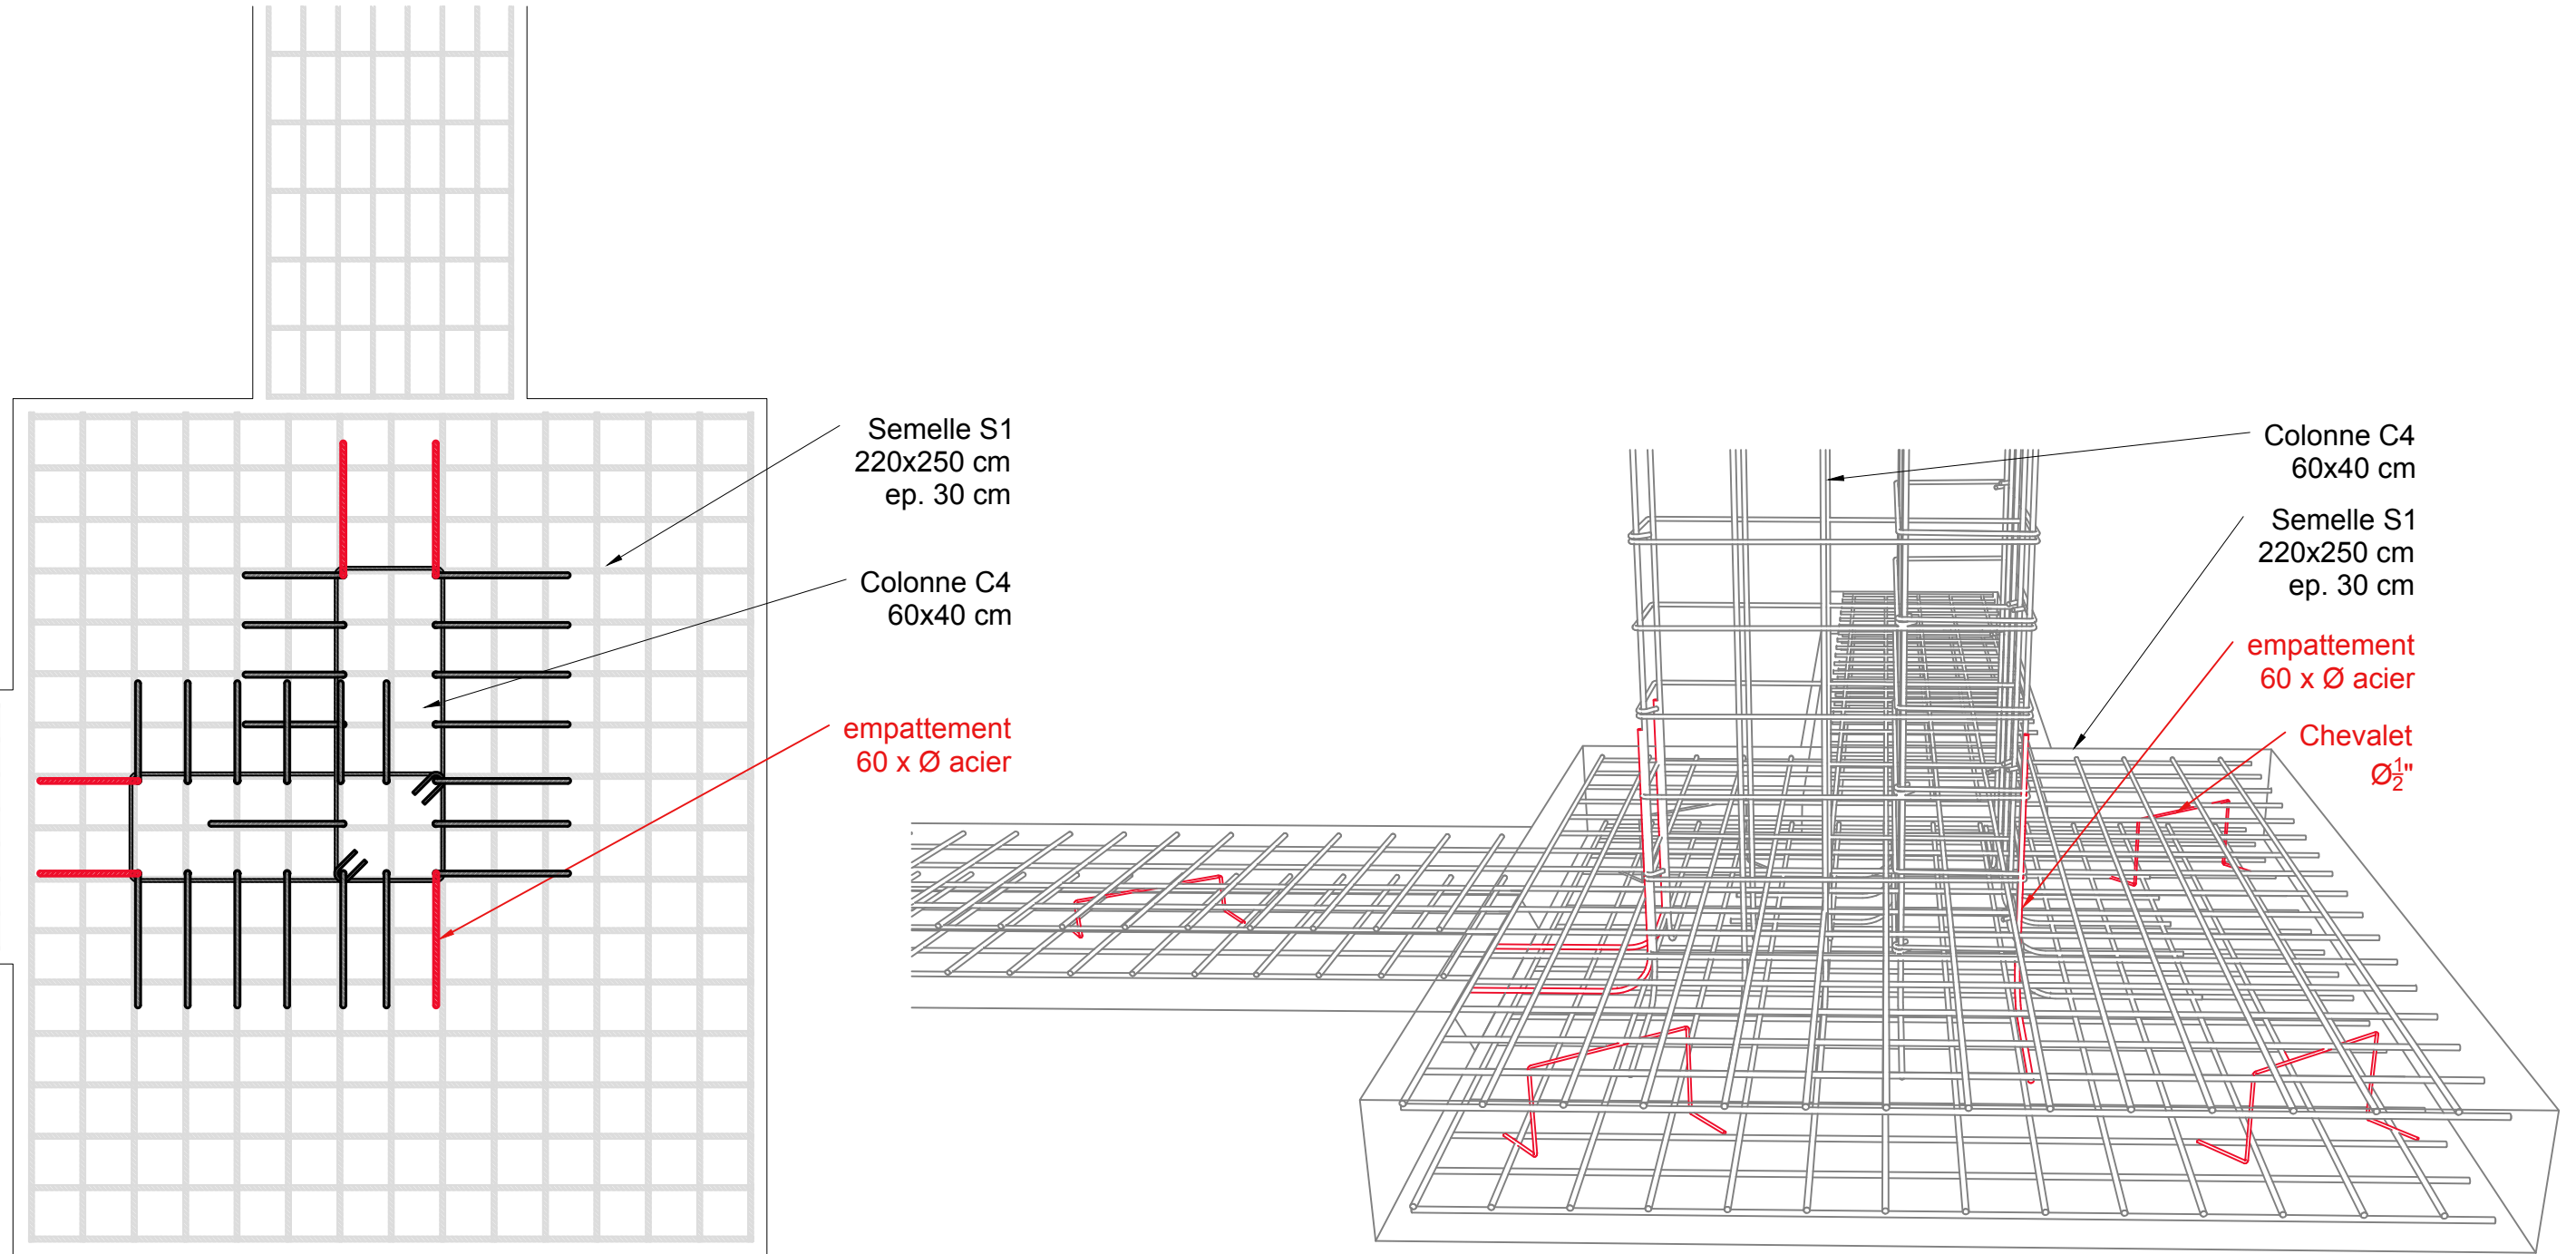 Semelle S1
220x250 cm
ep. 30 cm
Colonne C4
60x40 cm
empattement
60 x Ø acier
Colonne C4
60x40 cm
Semelle S1
220x250 cm
ep. 30 cm
empattement
60 x Ø acier
Chevalet
Ø½"